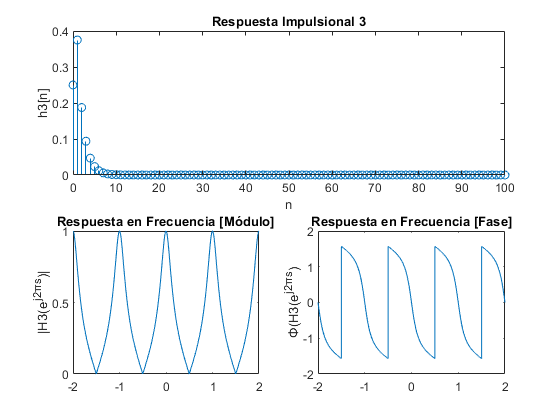 Respuesta Impulsional 3
0.4
0.3
0.2
0.1
0
h3[n]
0 10 20 30 40 50 60 70 80 90 100
n
Respuesta en Frecuencia [Módulo]
1
0.5
0
|H3(e^j2πs)|
-2 -1 0 1 2
Respuesta en Frecuencia [Fase]
2
1
0
-1
-2
Φ(H3(e^j2πs)
-2 -1 0 1 2